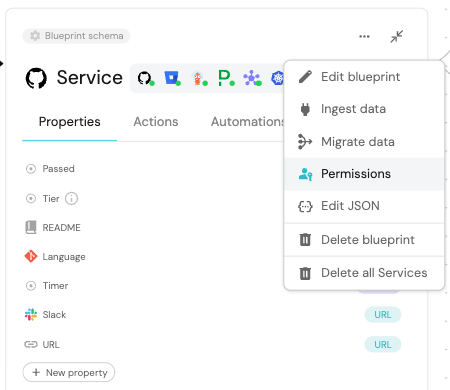 Blueprint schema
Service
Properties
Actions
Automations
Edit blueprint
Ingest data
Migrate data
Permissions
Edit JSON
Delete blueprint
Delete all Services
Passed
Tier
README
Language
Timer
Slack URL
URL URL
+ New property